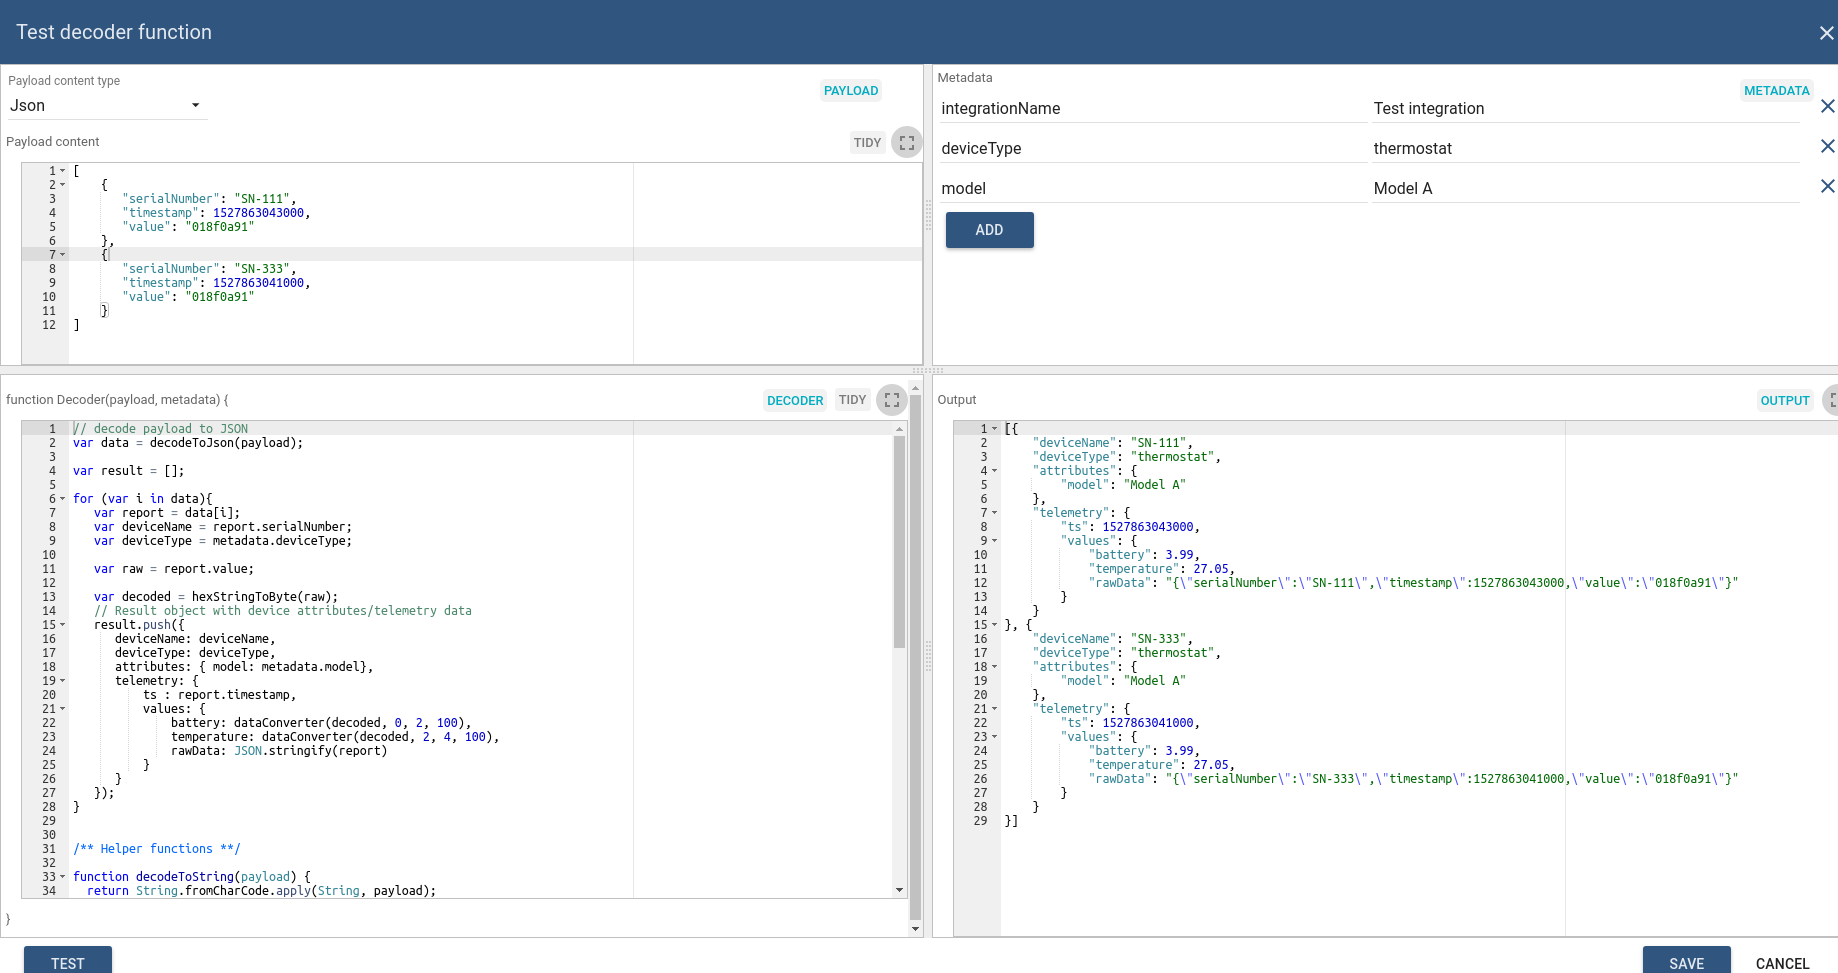 Test decoder function
Payload content type
PAYLOAD
Json
Payload content
TIDY
1 [
2 {
3 "serialNumber": "SN-111",
4 "timestamp": 1527863043000,
5 "value": "018f0a91"
6 },
7 {
8 "serialNumber": "SN-333",
9 "timestamp": 1527863041000,
10 "value": "018f0a91"
11 }
12 ]
Metadata
METADATA
integrationName Test integration
deviceType thermostat
model Model A
ADD
function Decoder(payload, metadata) {
DECODER TIDY
1 // decode payload to JSON
2 var data = decodeToJson(payload);
3
4 var result = [];
5
6 for (var i in data){
7 var report = data[i];
8 var deviceName = report.serialNumber;
9 var deviceType = metadata.deviceType;
10
11 var raw = report.value;
12
13 var decoded = hexStringToByte(raw);
14 // Result object with device attributes/telemetry data
15 result.push({
16 deviceName: deviceName,
17 deviceType: deviceType,
18 attributes: { model: metadata.model},
19 telemetry: {
20 ts : report.timestamp,
21 values: {
22 battery: dataConverter(decoded, 0, 2, 100),
23 temperature: dataConverter(decoded, 2, 4, 100),
24 rawData: JSON.stringify(report)
25 }
26 }
27 });
28 }
29
30
31 /** Helper functions **/
32
33 function decodeToString(payload) {
34 return String.fromCharCode.apply(String, payload);
}
Output
OUTPUT
1 [{
2 "deviceName": "SN-111",
3 "deviceType": "thermostat",
4 "attributes": {
5 "model": "Model A"
6 },
7 "telemetry": {
8 "ts": 1527863043000,
9 "values": {
10 "battery": 3.99,
11 "temperature": 27.05,
12 "rawData": "{\"serialNumber\":\"SN-111\",\"timestamp\":1527863043000,\"value\":\"018f0a91\"}"
13 }
14 }
15 }, {
16 "deviceName": "SN-333",
17 "deviceType": "thermostat",
18 "attributes": {
19 "model": "Model A"
20 },
21 "telemetry": {
22 "ts": 1527863041000,
23 "values": {
24 "battery": 3.99,
25 "temperature": 27.05,
26 "rawData": "{\"serialNumber\":\"SN-333\",\"timestamp\":1527863041000,\"value\":\"018f0a91\"}"
27 }
28 }
29 }]
TEST
SAVE
CANCEL